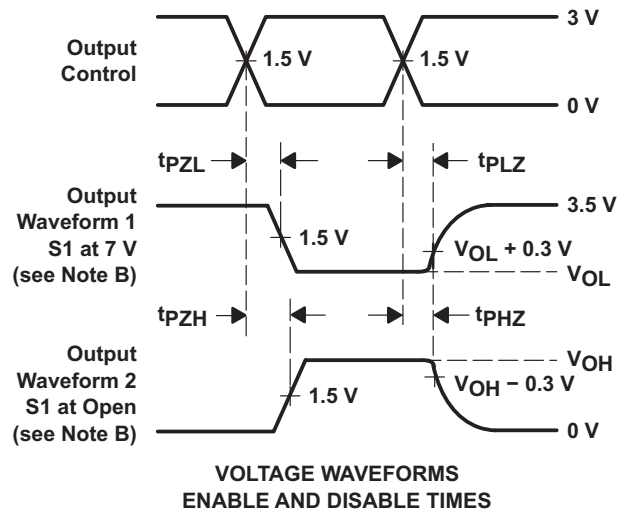 3 V
Output
Control
1.5 V
1.5 V
0 V
tPZL
tPLZ
Output
Waveform 1
S1 at 7 V
(see Note B)
3.5 V
1.5 V
VOL + 0.3 V
VOL
tPZH
tPHZ
Output
Waveform 2
S1 at Open
(see Note B)
VOH
1.5 V
VOH − 0.3 V
0 V
VOLTAGE WAVEFORMS
ENABLE AND DISABLE TIMES